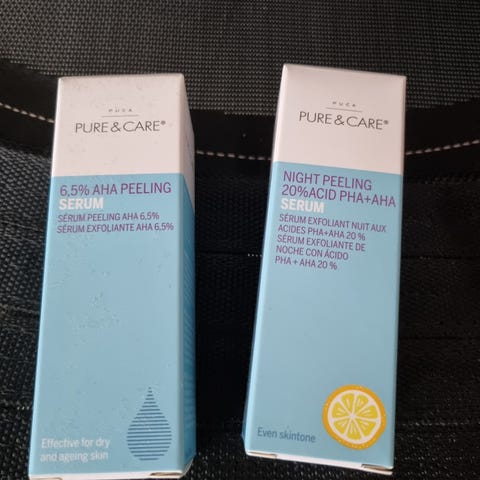 PUCA
PURE & CARE®
6,5% AHA PEELING
SERUM
SÉRUM PEELING AHA 6.5%
SÉRUM EXFOLIANTE AHA 6.5%
Effective for dry
and ageing skin
PUCA
PURE & CARE®
NIGHT PEELING
20% ACID PHA+AHA
SERUM
SÉRUM EXFOLIANT NUIT AUX
ACIDES PHA+AHA 20 %
SÉRUM EXFOLIANTE DE
NOCHE CON ÁCIDO
PHA + AHA 20 %
Even skintone